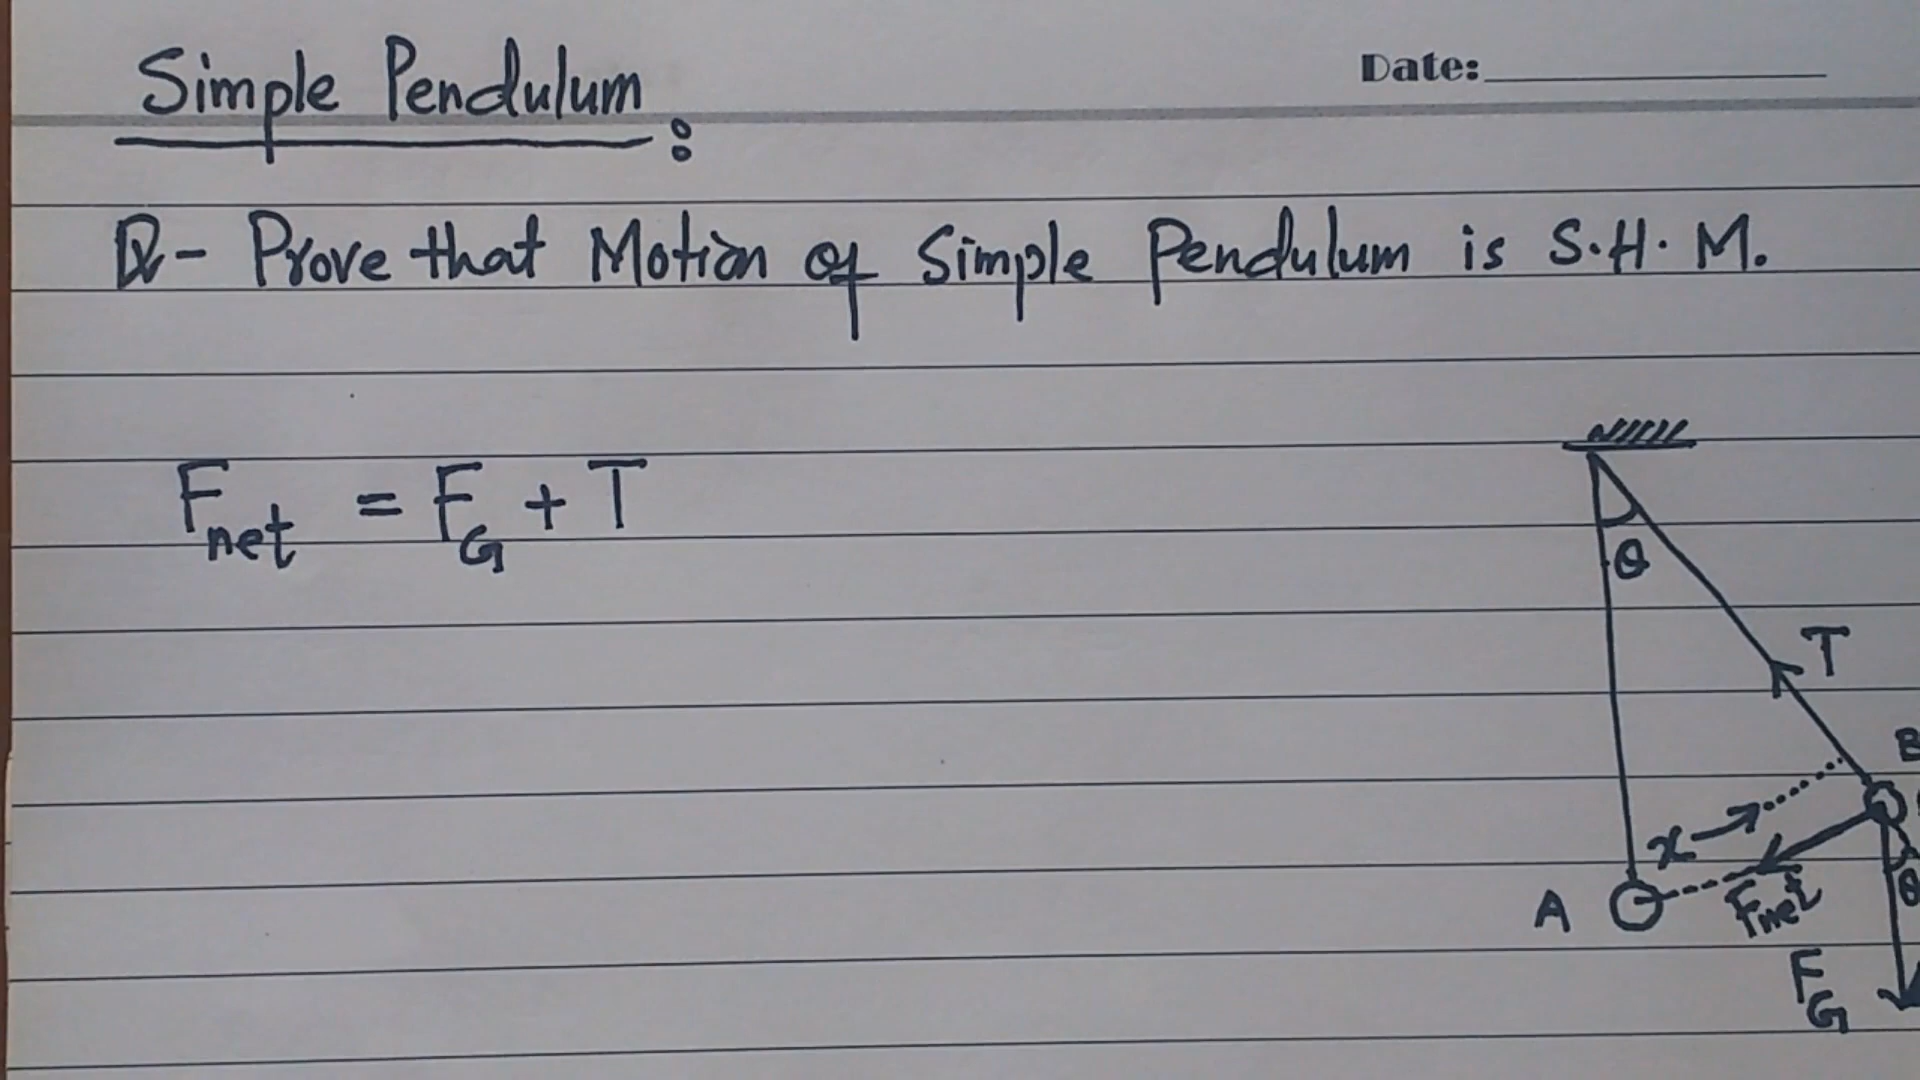 Simple Pendulum:
Date:
Q- Prove that Motion of Simple Pendulum is S.H.M.
F_net = F_G + T
θ
T
B
x
A
F_net
θ
F_G